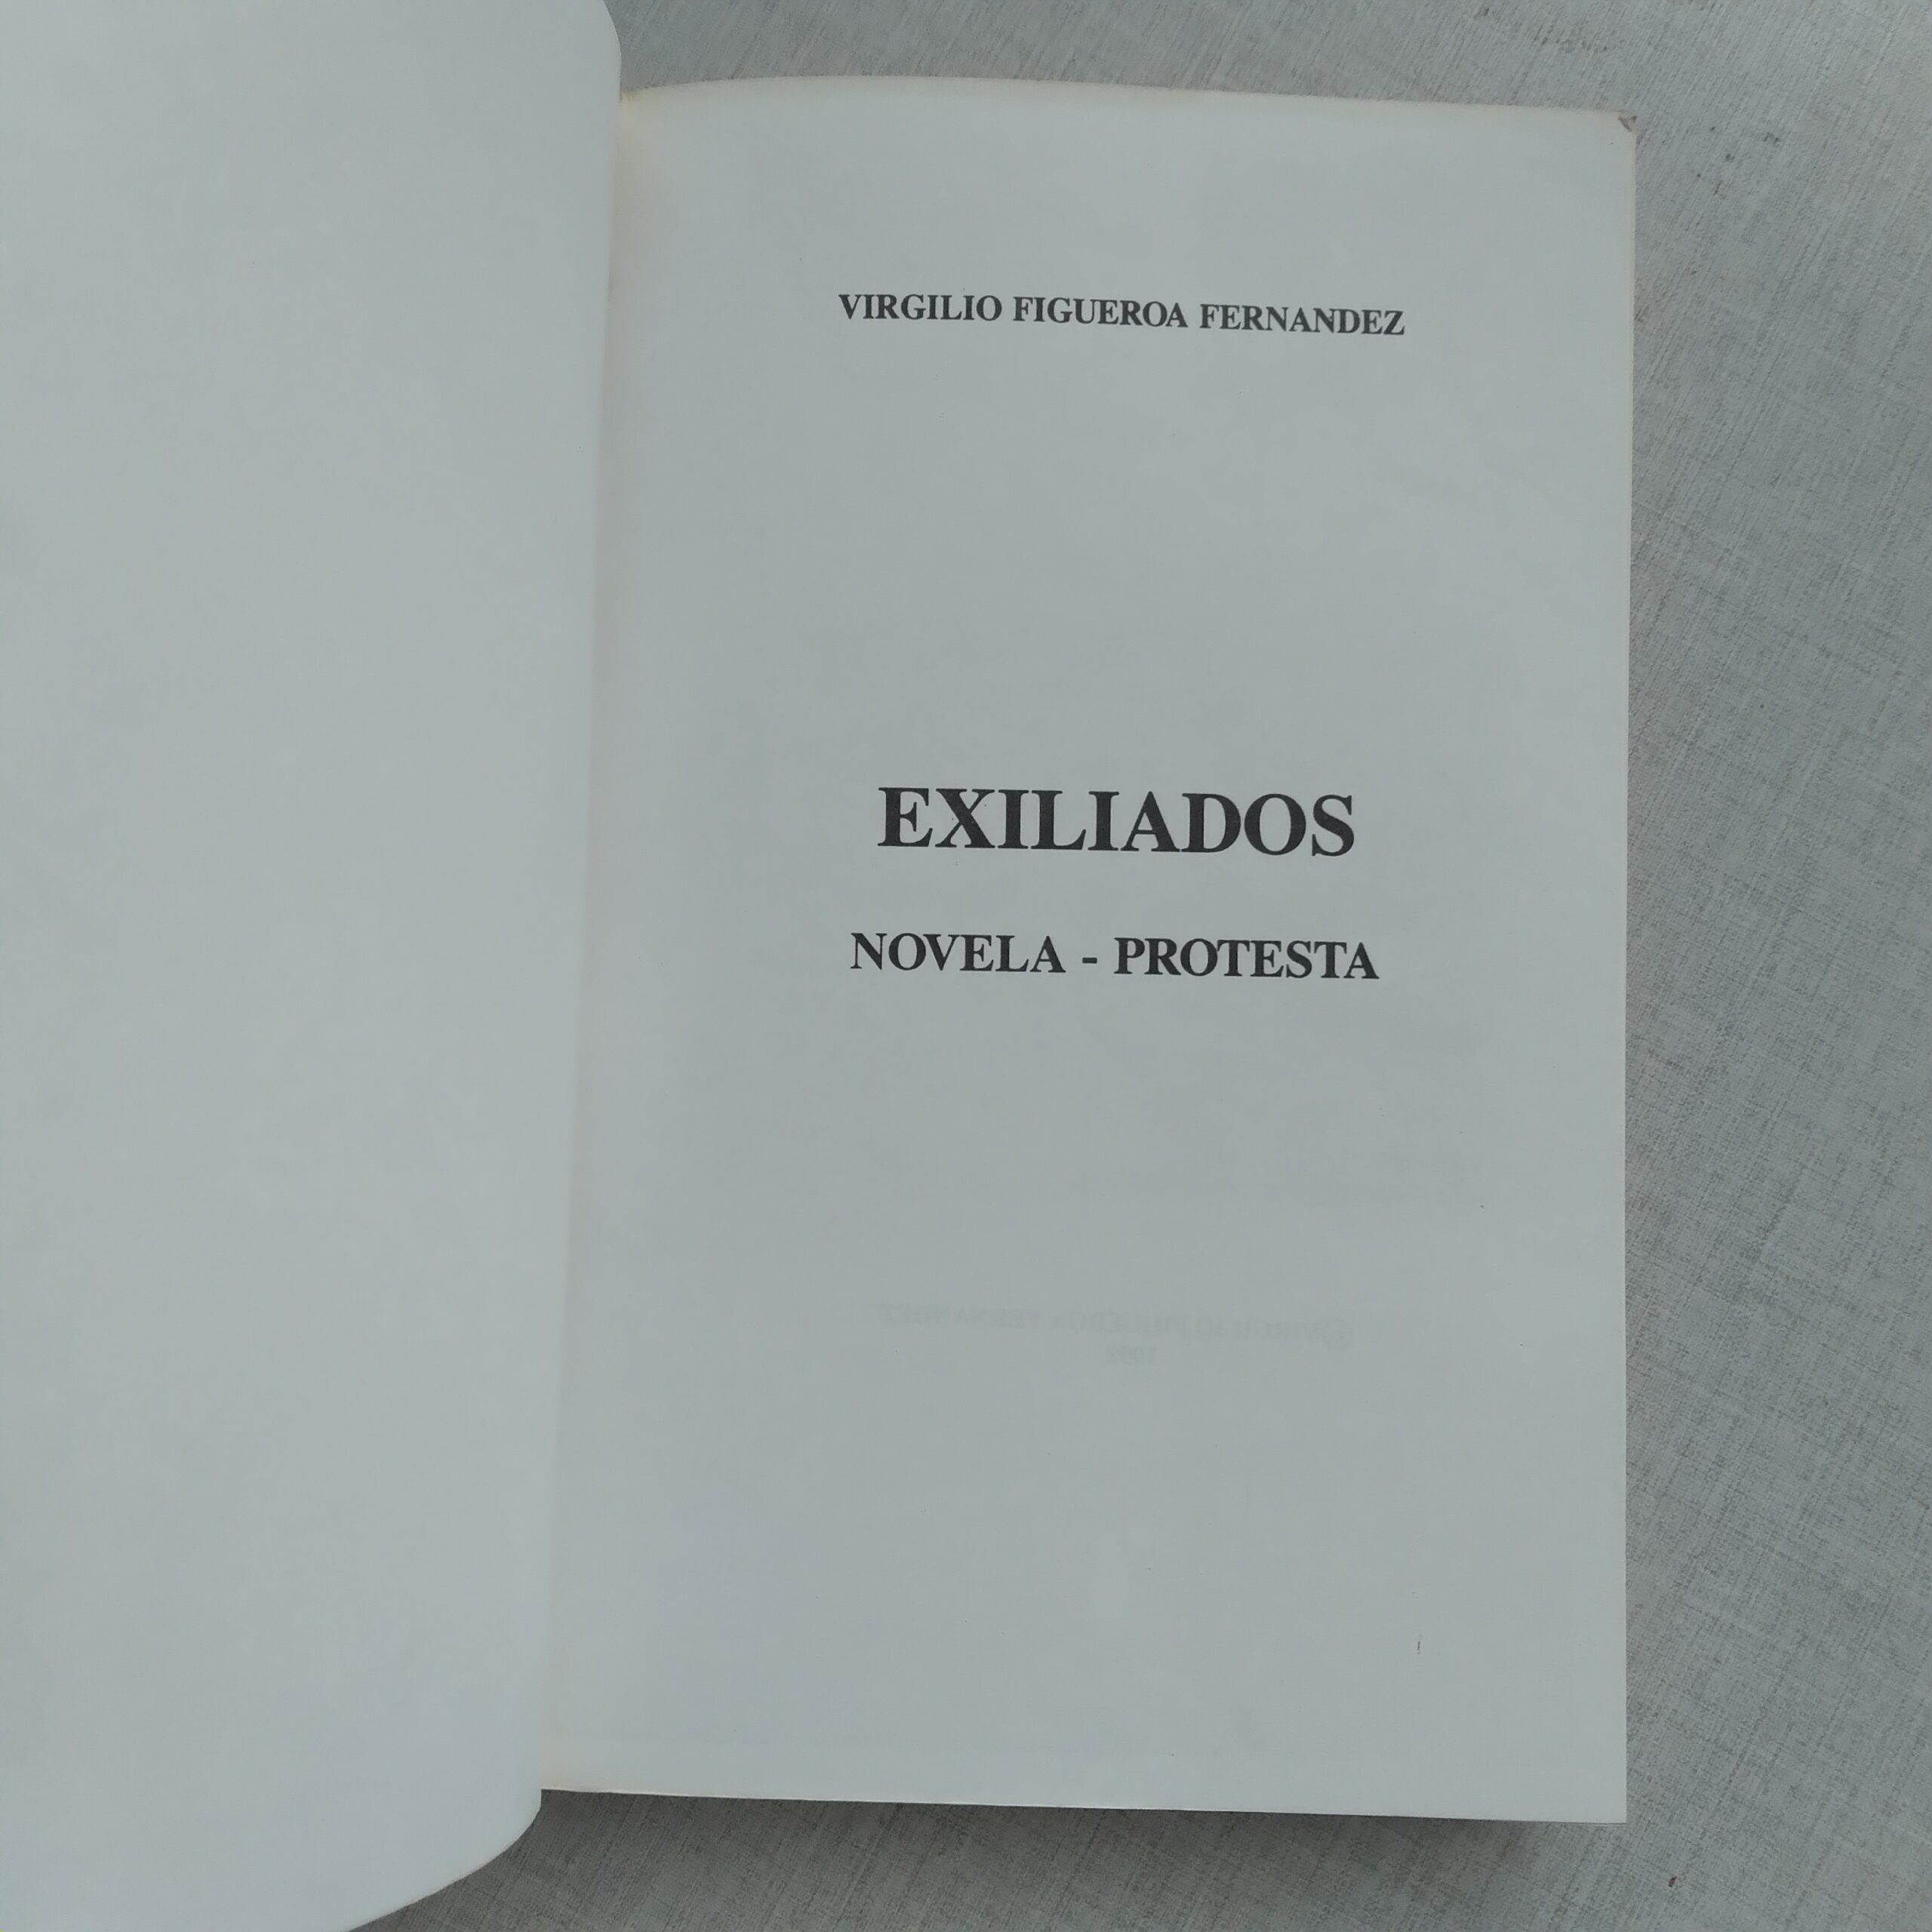 VIRGILIO FIGUEROA FERNANDEZ
EXILIADOS
NOVELA - PROTESTA